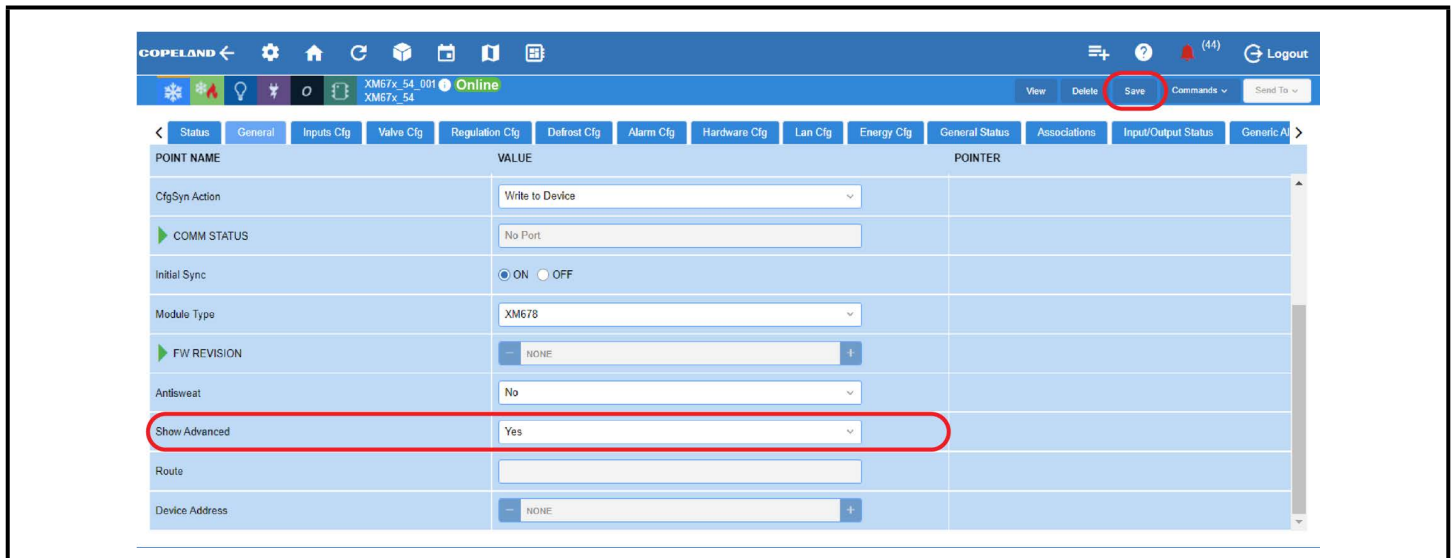 COPELAND
(44)
Logout
XM67x_54_001 Online
XM67x_54
View Delete Save Commands Send To
Status General Inputs Cfg Valve Cfg Regulation Cfg Defrost Cfg Alarm Cfg Hardware Cfg Lan Cfg Energy Cfg General Status Associations Input/Output Status Generic Al
POINT NAME VALUE POINTER
CfgSyn Action Write to Device
COMM STATUS No Port
Initial Sync ON OFF
Module Type XM678
FW REVISION NONE
Antisweat No
Show Advanced Yes
Route
Device Address NONE